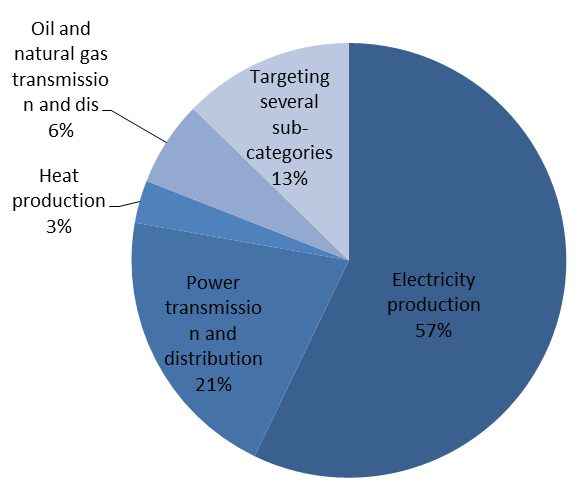 Oil and
natural gas
transmissio
n and dis
6%
Targeting
several
sub-
categories
13%
Heat
production
3%
Electricity
production
57%
Power
transmissio
n and
distribution
21%